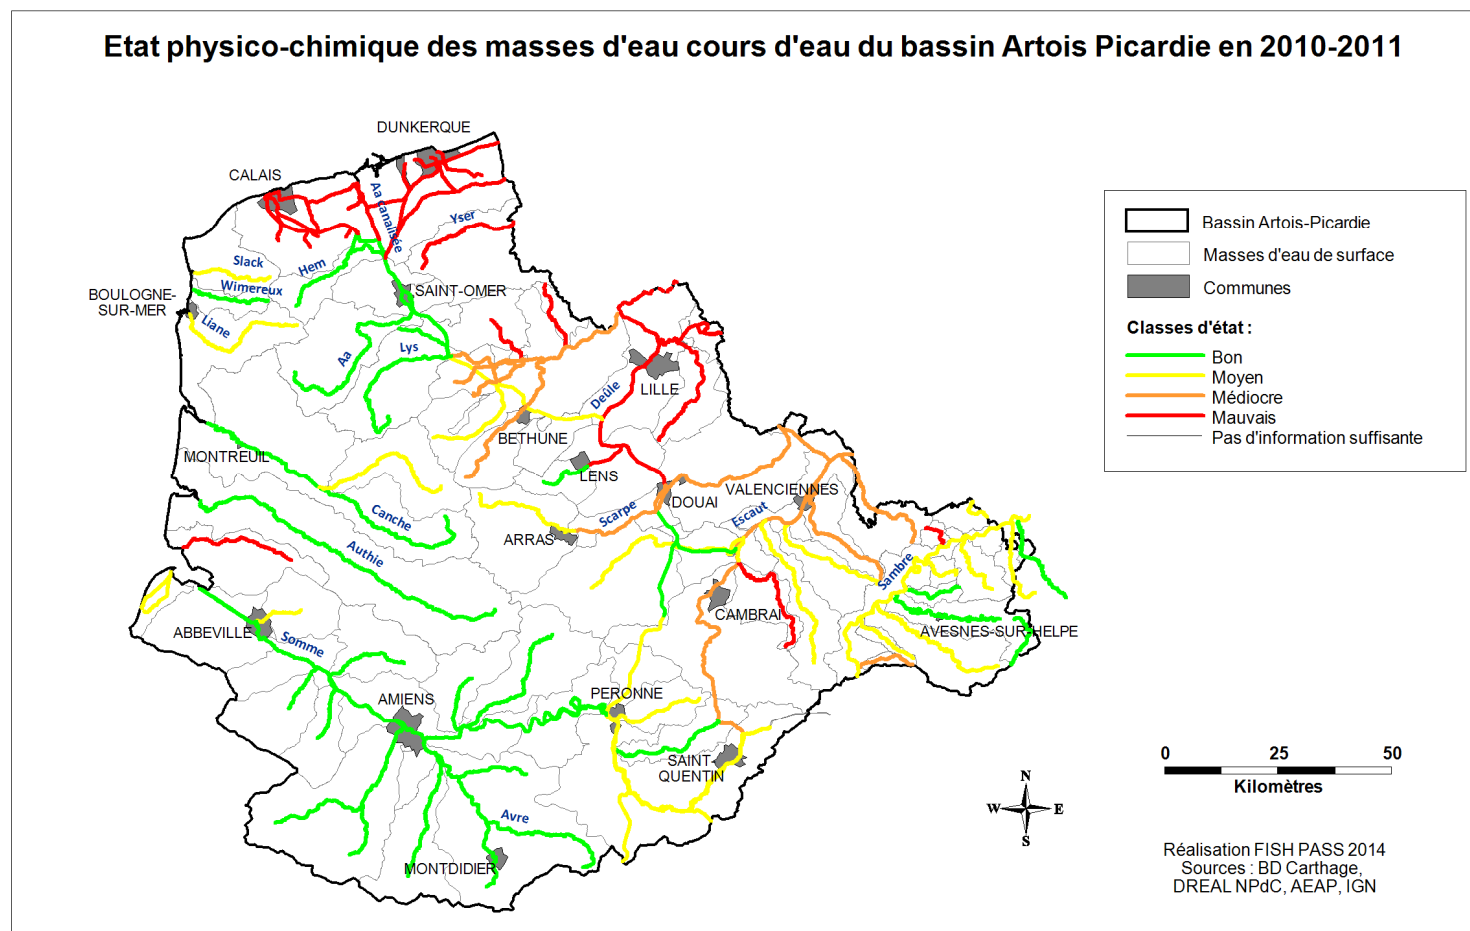 Etat physico-chimique des masses d'eau cours d'eau du bassin Artois Picardie en 2010-2011
DUNKERQUE
CALAIS
Aa canalisée
Yser
Slack
Hem
Wimereux
BOULOGNE-
SUR-MER
SAINT-OMER
Liane
Aa
Lys
LILLE
Deûle
BETHUNE
MONTREUIL
LENS
DOUAI
VALENCIENNES
Canche
Scarpe
Escaut
ARRAS
Authie
Sambre
CAMBRAI
ABBEVILLE
AVESNES-SUR-HELPE
Somme
AMIENS
PERONNE
SAINT
QUENTIN
Avre
MONTDIDIER
Bassin Artois-Picardie
Masses d'eau de surface
Communes
Classes d'état :
Bon
Moyen
Médiocre
Mauvais
Pas d'information suffisante
0 25 50
Kilomètres
N
W E
S
Réalisation FISH PASS 2014
Sources : BD Carthage,
DREAL NPdC, AEAP, IGN